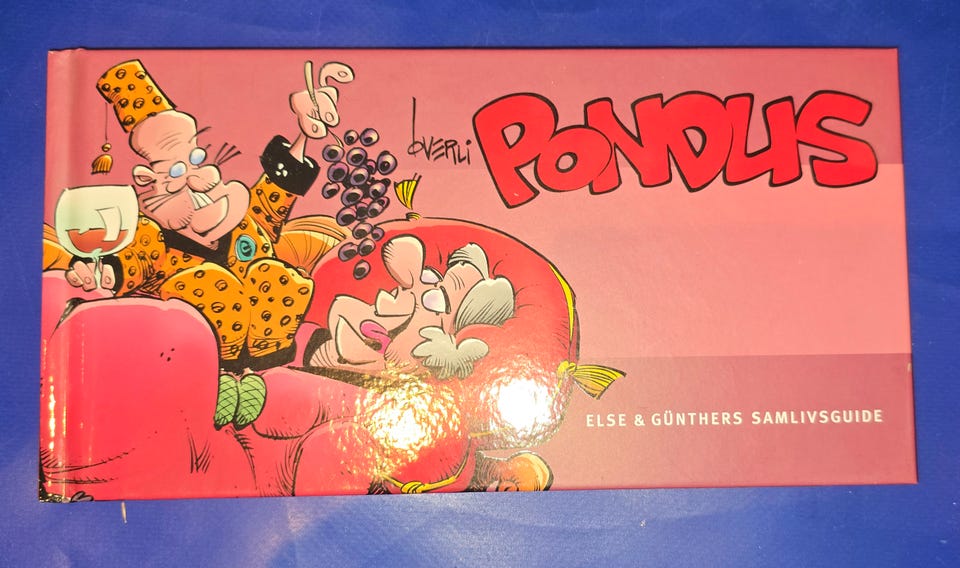 Øverli
PONDUS
ELSE & GÜNTHERS SAMLIVSGUIDE